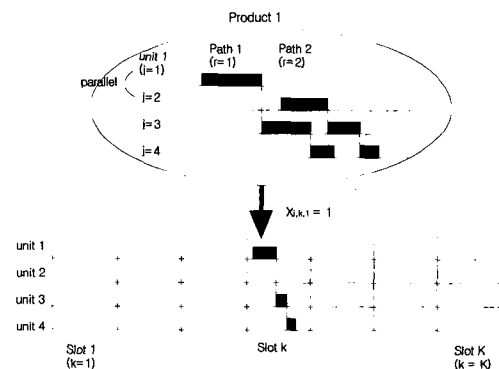 Product 1
unit 1 Path 1 Path 2
(j=1) (r=1) (r=2)
parallel
j=2
j=3
j=4
Xi,k,1 = 1
unit 1
unit 2
unit 3
unit 4
Slot 1 Slot k Slot K
(k=1) (k = K)